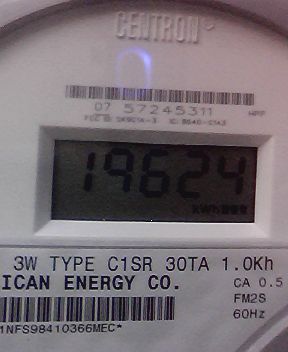 CENTRON
07 57245311
19624
kWh
3W TYPE C1SR 30TA 1.0Kh
ICAN ENERGY CO. CA 0.5
FM2S
1NFS98410366MEC* 60Hz